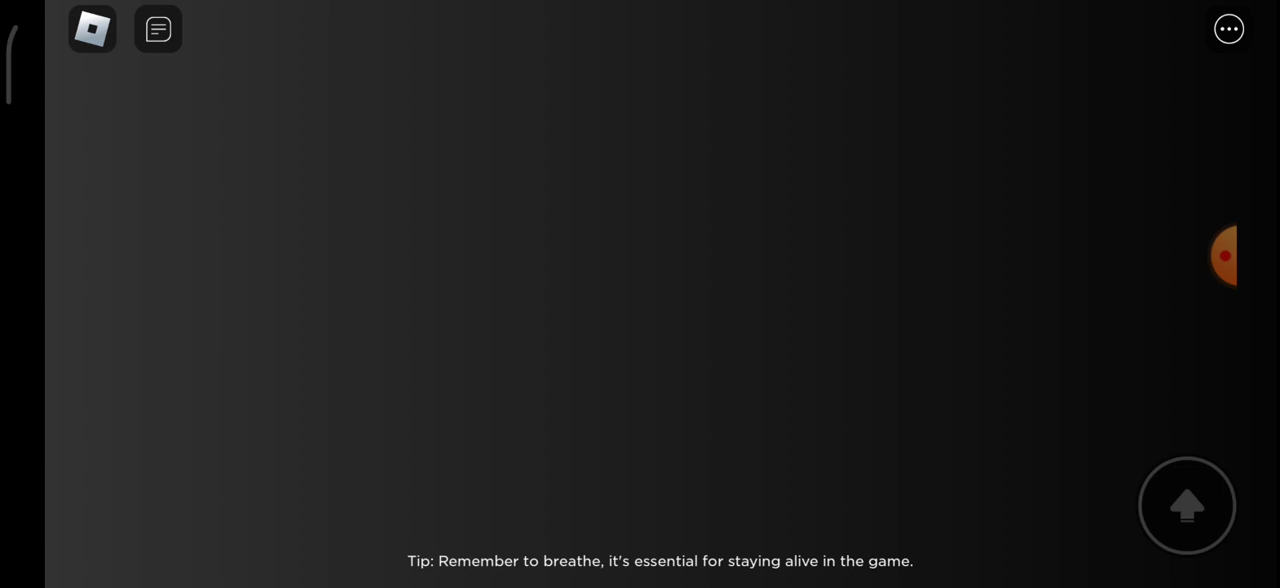 Tip: Remember to breathe, it's essential for staying alive in the game.